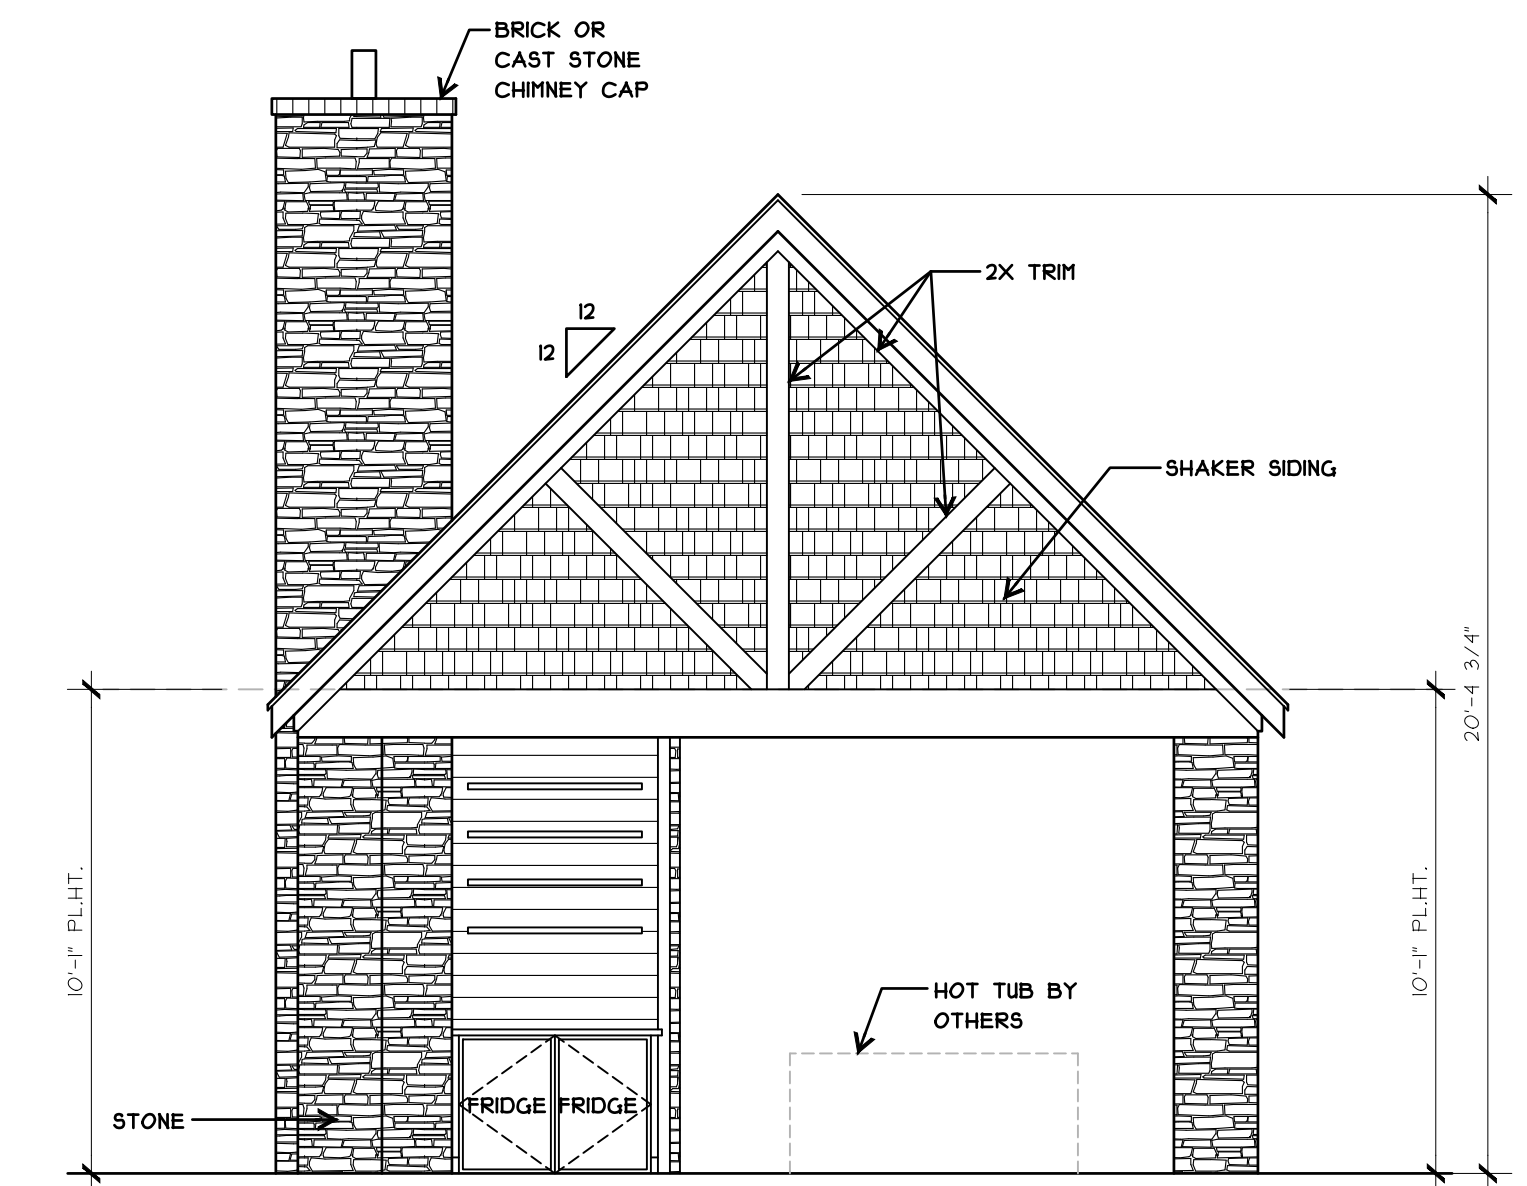 BRICK OR
CAST STONE
CHIMNEY CAP
2X TRIM
12
12
SHAKER SIDING
20'-4 3/4"
10'-1" PL.HT.
10'-1" PL.HT.
HOT TUB BY
OTHERS
FRIDGE FRIDGE
STONE